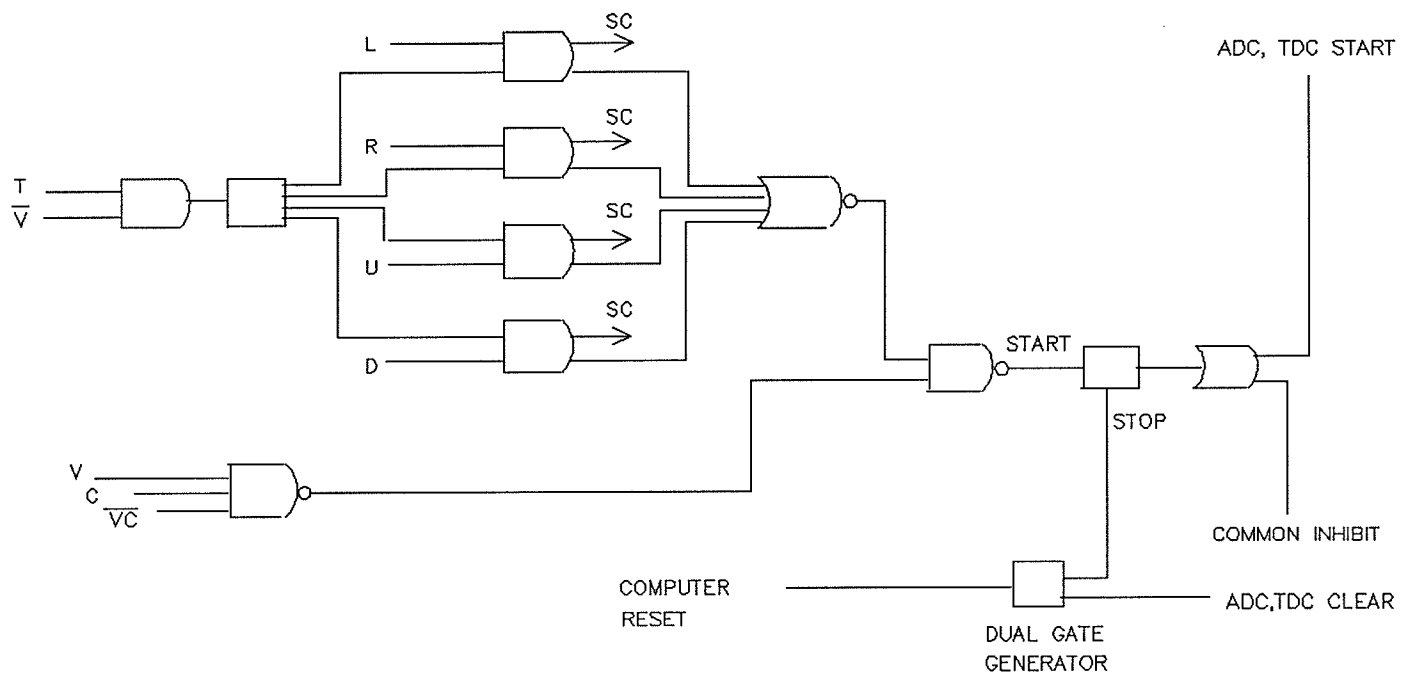 SC
L
ADC, TDC START
SC
R
T
V̅
SC
U
SC
D
START
STOP
V
C
V̅C̅
COMMON INHIBIT
COMPUTER
RESET
ADC,TDC CLEAR
DUAL GATE
GENERATOR